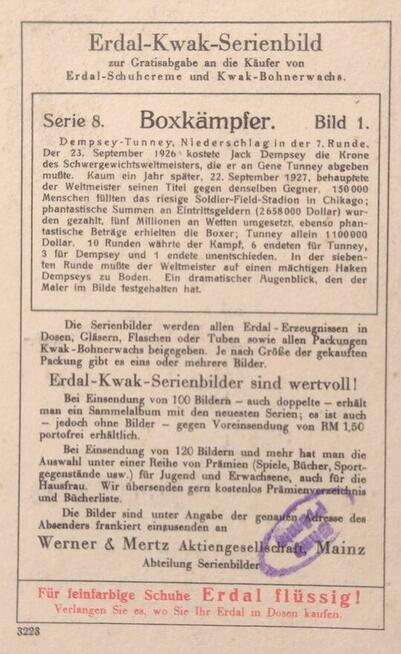 Erdal-Kwak-Serienbild
zur Gratisabgabe an die Käufer von
Erdal-Schuhcreme und Kwak-Bohnerwachs.
Serie 8. Boxkämpfer. Bild 1.
Dempsey-Tunney, Niederschlag in der 7. Runde.
Der 23. September 1926 kostete Jack Dempsey die Krone
des Schwergewichtsweltmeisters, die er an Gene Tunney abgeben
mußte. Kaum ein Jahr später, 22. September 1927, behauptete
der Weltmeister seinen Titel gegen denselben Gegner. 150000
Menschen füllten das riesige Soldier-Field-Stadion in Chikago;
phantastische Summen an Eintrittsgeldern (2658000 Dollar) wur-
den gezahlt, fünf Millionen an Wetten umgesetzt, ebenso phan-
tastische Beträge erhielten die Boxer; Tunney allein 1100000
Dollar. 10 Runden währte der Kampf, 6 endeten für Tunney,
3 für Dempsey und 1 endete unentschieden. In der sieben-
ten Runde mußte der Weltmeister auf einen mächtigen Haken
Dempseys zu Boden. Ein dramatischer Augenblick, den der
Maler im Bilde festgehalten hat.
Die Serienbilder werden allen Erdal-Erzeugnissen in
Dosen, Gläsern, Flaschen oder Tuben sowie allen Packungen
Kwak-Bohnerwachs beigegeben. Je nach Größe der gekauften
Packung gibt es eins oder mehrere Bilder.
Erdal-Kwak-Serienbilder sind wertvoll!
Bei Einsendung von 100 Bildern — auch doppelte — erhält
man ein Sammelalbum mit den neuesten Serien; es ist auch
— jedoch ohne Bilder — gegen Voreinsendung von RM 1,50
portofrei erhältlich.
Bei Einsendung von 120 Bildern und mehr hat man die
Auswahl unter einer Reihe von Prämien (Spiele, Bücher, Sport-
gegenstände usw.) für Jugend und Erwachsene, auch für die
Hausfrau. Wir übersenden gern kostenlos Prämienverzeichnis
und Bücherliste.
Die Bilder sind unter Angabe der genauen Adresse des
Absenders frankiert einzusenden an
Werner & Mertz Aktiengesellschaft, Mainz
Abteilung Serienbilder
Für feinfarbige Schuhe Erdal flüssig!
Verlangen Sie es, wo Sie Ihr Erdal in Dosen kaufen.
3223